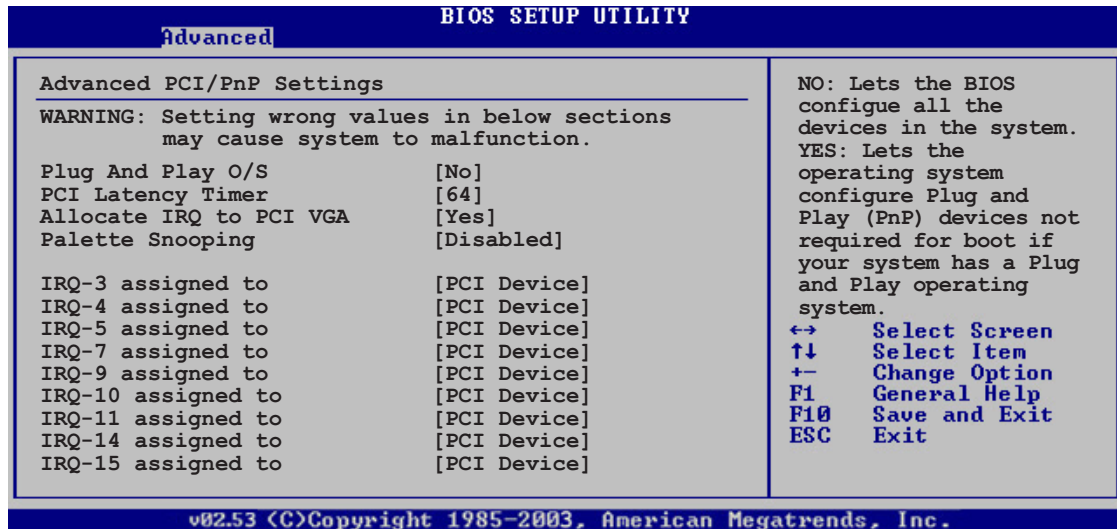 BIOS SETUP UTILITY
Advanced
Advanced PCI/PnP Settings
WARNING: Setting wrong values in below sections
may cause system to malfunction.
Plug And Play O/S [No]
PCI Latency Timer [64]
Allocate IRQ to PCI VGA [Yes]
Palette Snooping [Disabled]
IRQ-3 assigned to [PCI Device]
IRQ-4 assigned to [PCI Device]
IRQ-5 assigned to [PCI Device]
IRQ-7 assigned to [PCI Device]
IRQ-9 assigned to [PCI Device]
IRQ-10 assigned to [PCI Device]
IRQ-11 assigned to [PCI Device]
IRQ-14 assigned to [PCI Device]
IRQ-15 assigned to [PCI Device]
NO: Lets the BIOS
configue all the
devices in the system.
YES: Lets the
operating system
configure Plug and
Play (PnP) devices not
required for boot if
your system has a Plug
and Play operating
system.
←→ Select Screen
↑↓ Select Item
+- Change Option
F1 General Help
F10 Save and Exit
ESC Exit
v02.53 (C)Copyright 1985-2003, American Megatrends, Inc.